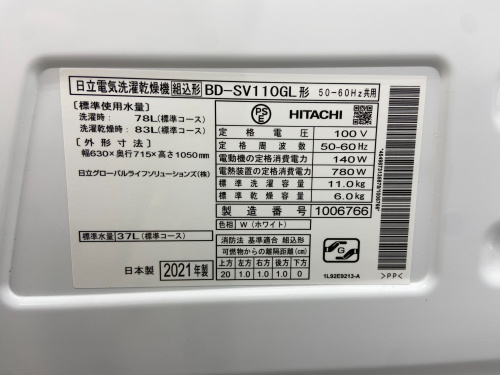 日立電気洗濯乾燥機 組込形 BD-SV110GL形 50-60Hz共用
[標準使用水量]
洗濯時: 78L(標準コース)
洗濯乾燥時: 83L(標準コース)
[外形寸法]
幅630×奥行715×高さ1050mm
日立グローバルライフソリューションズ(株)
標準水量 37L(標準コース)
日本製 2021年製
PSE HITACHI
定格電圧 100V
定格周波数 50-60Hz
電動機の定格消費電力 140W
電熱装置の定格消費電力 780W
標準洗濯容量 11.0kg
標準乾燥容量 6.0kg
製造番号 1006766
色相 W(ホワイト)
消防法 基準適合 組込形
可燃物からの離隔距離(cm)
上方 左方 右方 後方 下方
20 1.0 1.0 1.0 0
G
1L92E9213-A
>PP<